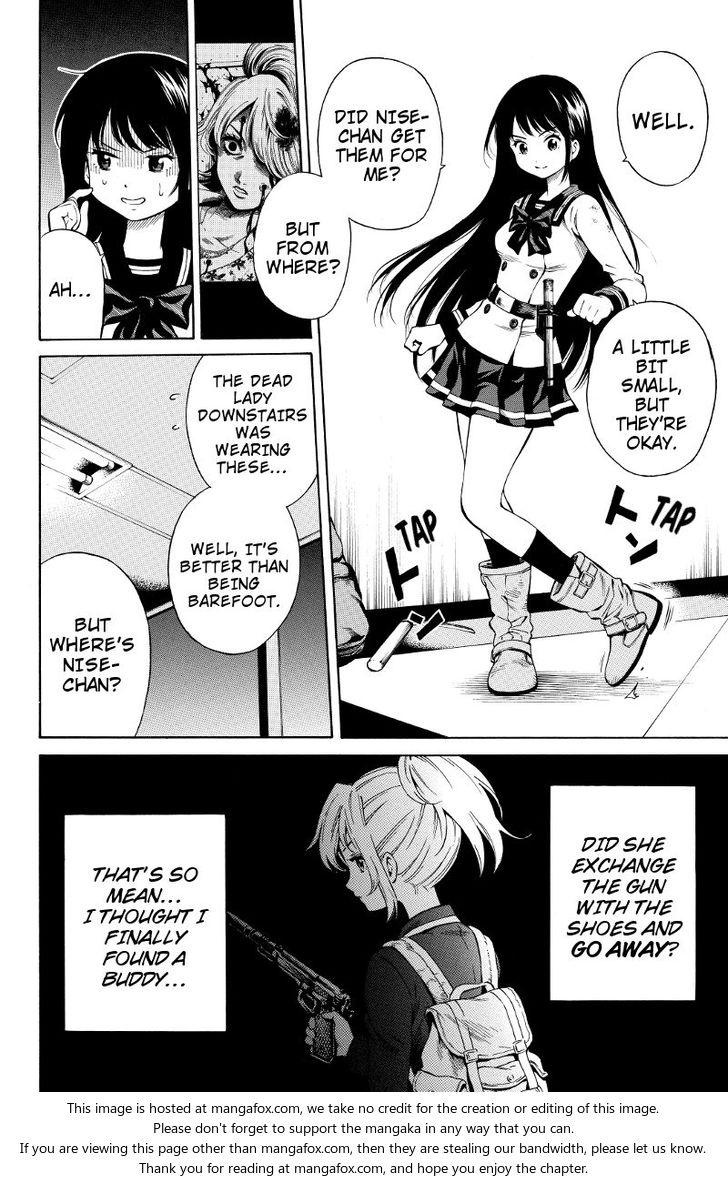 WELL.
A LITTLE
BIT
SMALL,
BUT
THEY'RE
OKAY.
TAP
トン
TAP
ト
DID NISE-
CHAN GET
THEM FOR
ME?
BUT
FROM
WHERE?
AH...
THE DEAD
LADY
DOWNSTAIRS
WAS
WEARING
THESE...
WELL, IT'S
BETTER THAN
BEING
BAREFOOT.
BUT
WHERE'S
NISE-
CHAN?
DID SHE
EXCHANGE
THE GUN
WITH THE
SHOES AND
GO AWAY?
THAT'S SO
MEAN...
I THOUGHT I
FINALLY
FOUND A
BUDDY...
This image is hosted at mangafox.com, we take no credit for the creation or editing of this image.
Please don't forget to support the mangaka in any way that you can.
If you are viewing this page other than mangafox.com, then they are stealing our bandwidth, please let us know.
Thank you for reading at mangafox.com, and hope you enjoy the chapter.